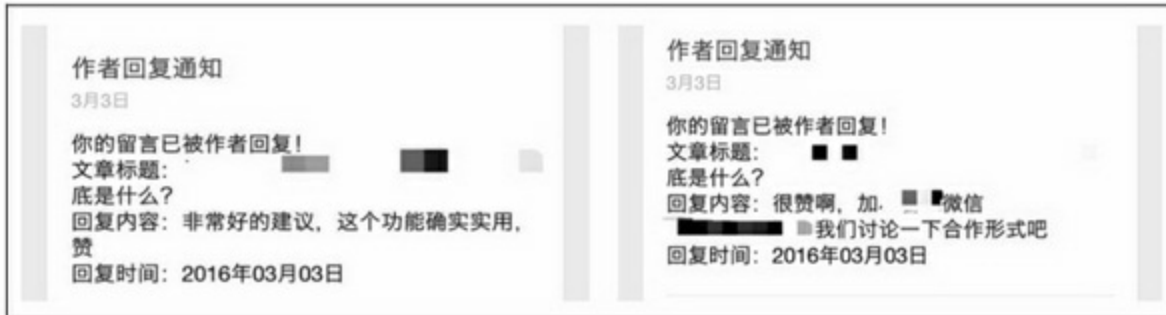 作者回复通知
3月3日
你的留言已被作者回复!
文章标题:
底是什么?
回复内容:非常好的建议,这个功能确实实用,
赞
回复时间:2016年03月03日
作者回复通知
3月3日
你的留言已被作者回复!
文章标题:
底是什么?
回复内容:很赞啊,加. 微信
我们讨论一下合作形式吧
回复时间:2016年03月03日